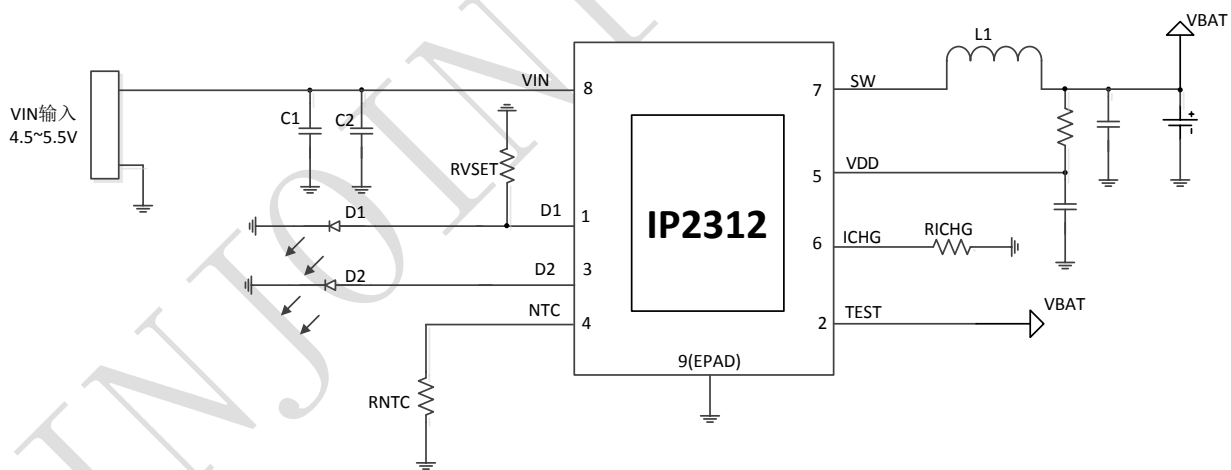 VBAT
L1
VIN
8
7
SW
VIN输入
4.5~5.5V
C1
C2
RVSET
VDD
5
D1
D1
1
IP2312
6
ICHG
RICHG
D2
D2
3
NTC
4
2
TEST
VBAT
9(EPAD)
RNTC
INJOINI